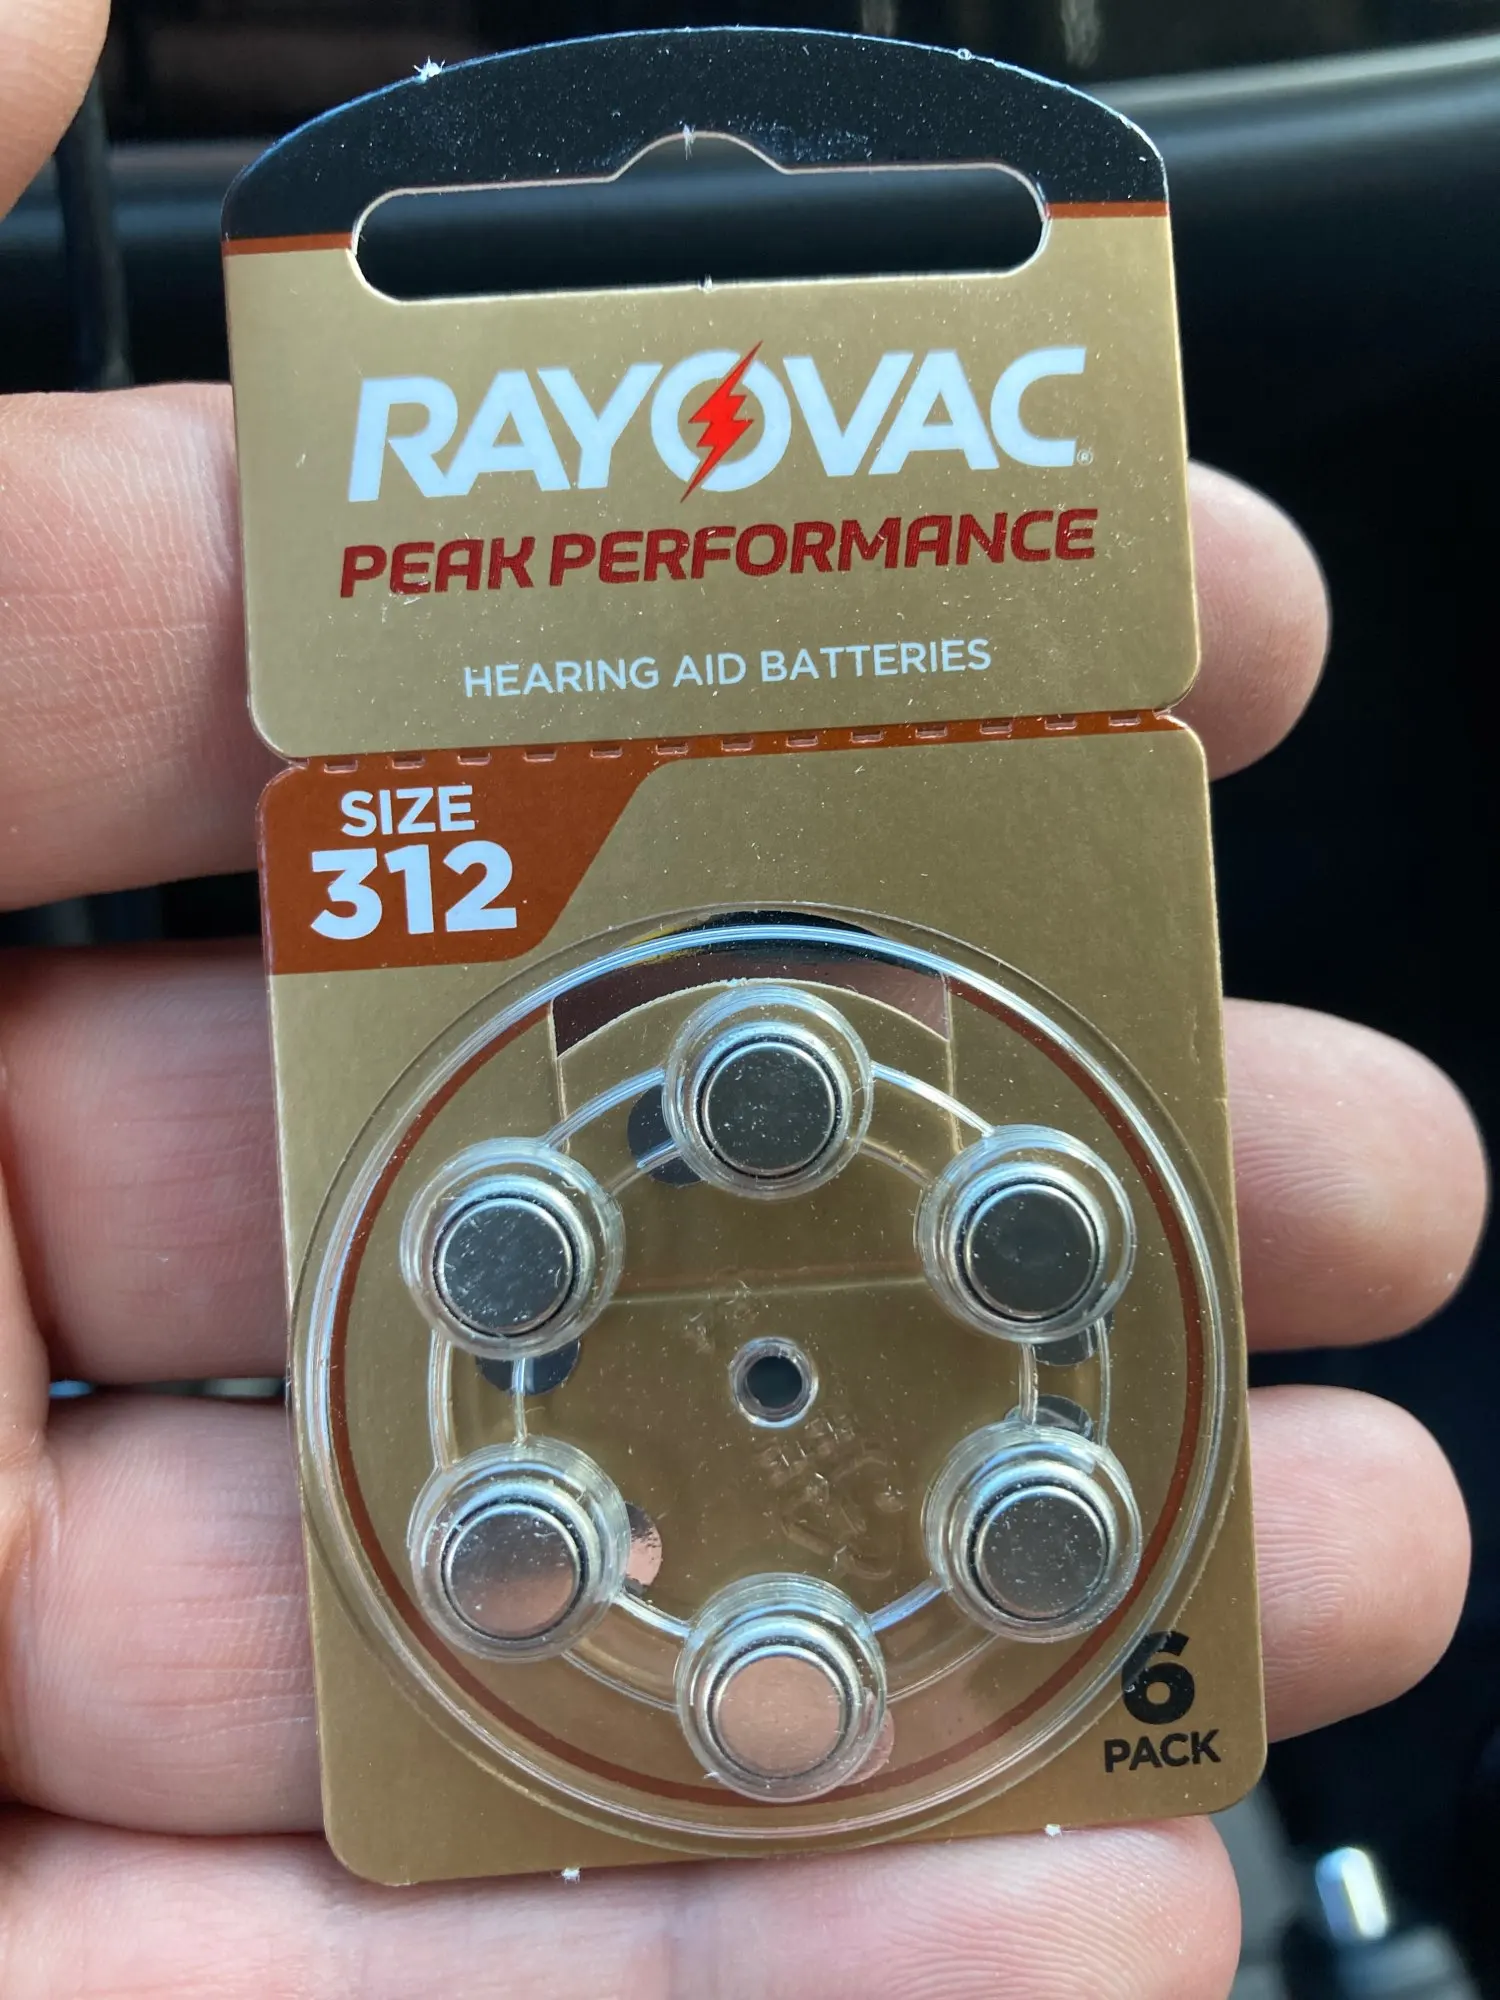 RAYOVAC®
PEAK PERFORMANCE
HEARING AID BATTERIES
SIZE
312
6
PACK